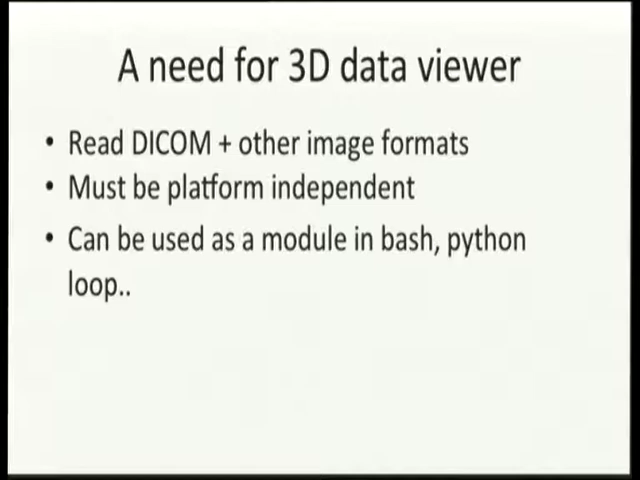 A need for 3D data viewer
• Read DICOM + other image formats
• Must be platform independent
• Can be used as a module in bash, python
loop..